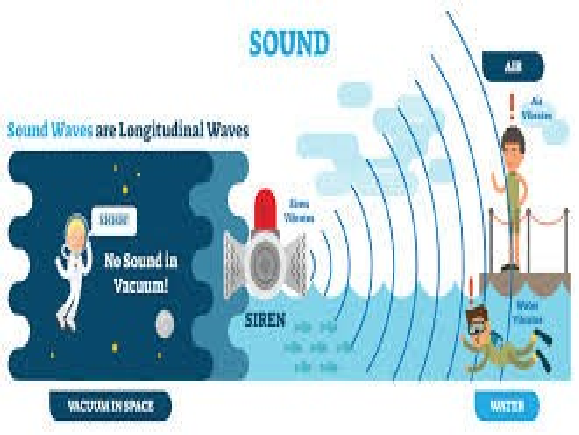 SOUND
AIR
Air
Vibrates
Sound Waves are Longitudinal Waves
SHHH!
No Sound in
Vacuum!
Siren
Vibrates
SIREN
Water
Vibrates
VACUUM IN SPACE
WATER